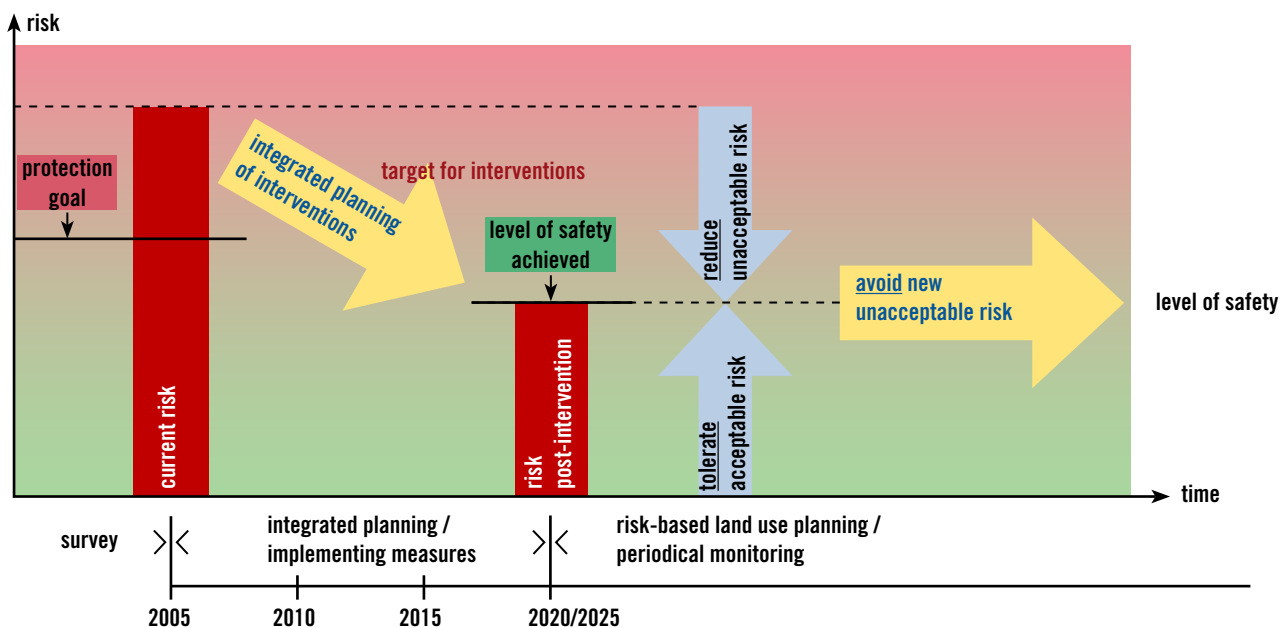 risk
protection
goal
current risk
integrated planning
of interventions
target for interventions
level of safety
achieved
risk
post-intervention
reduce
unacceptable risk
tolerate
acceptable risk
avoid new
unacceptable risk
level of safety
time
survey
integrated planning /
implementing measures
risk-based land use planning /
periodical monitoring
2005
2010
2015
2020/2025